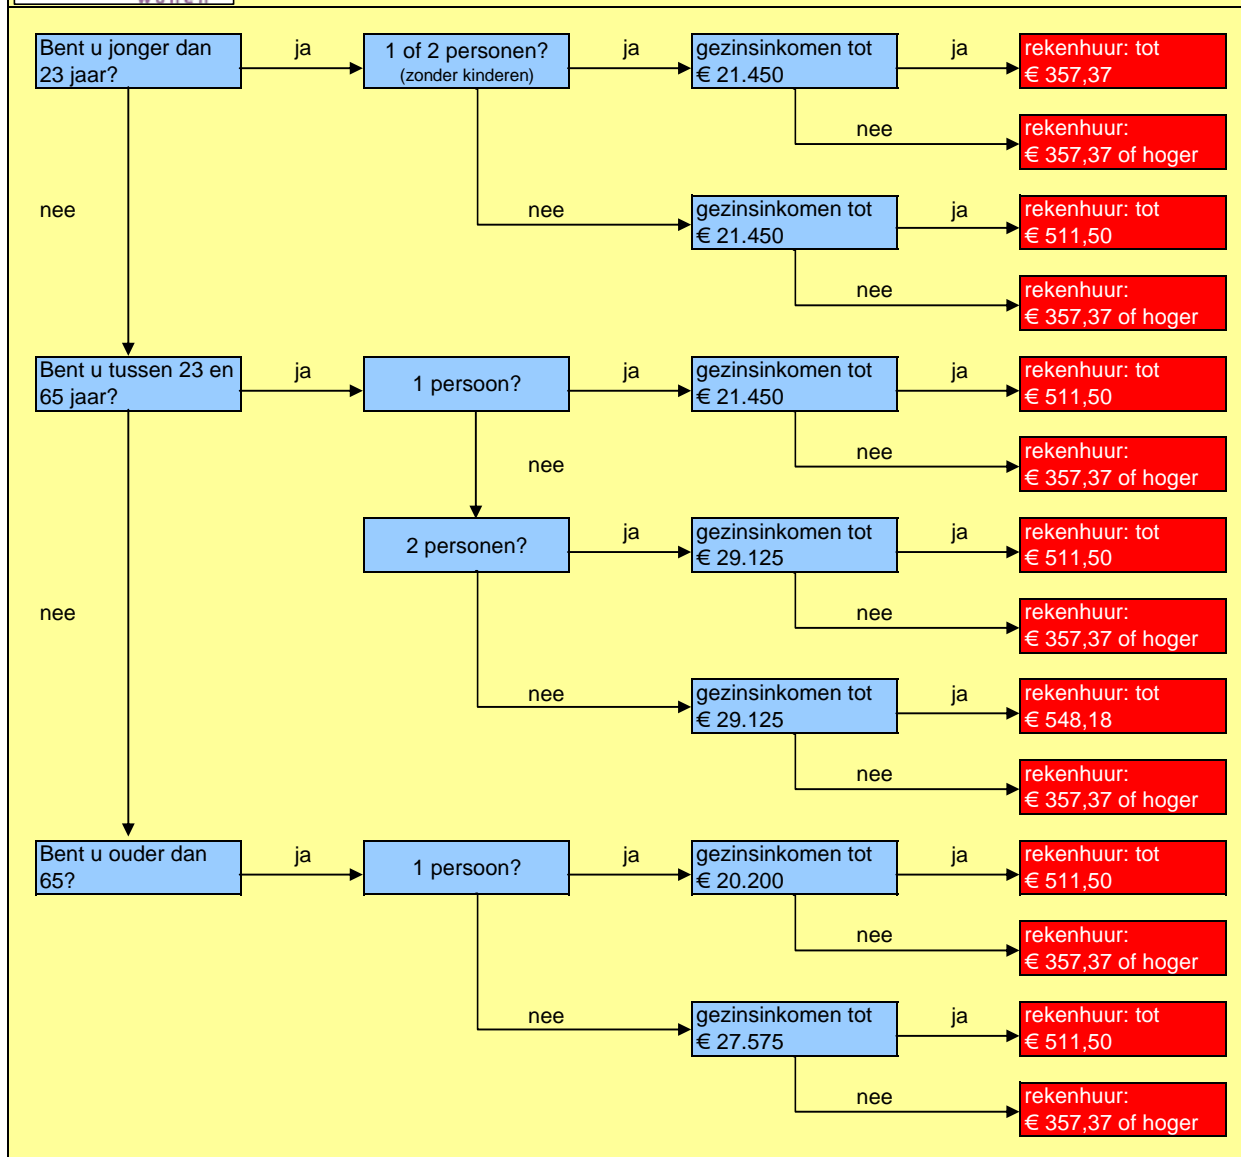 Bent u jonger dan
23 jaar?
ja
1 of 2 personen?
(zonder kinderen)
ja
gezinsinkomen tot
€ 21.450
ja
rekenhuur: tot
€ 357,37
nee
rekenhuur:
€ 357,37 of hoger
nee
nee
gezinsinkomen tot
€ 21.450
ja
rekenhuur: tot
€ 511,50
nee
rekenhuur:
€ 357,37 of hoger
Bent u tussen 23 en
65 jaar?
ja
1 persoon?
ja
gezinsinkomen tot
€ 21.450
ja
rekenhuur: tot
€ 511,50
nee
nee
rekenhuur:
€ 357,37 of hoger
2 personen?
ja
gezinsinkomen tot
€ 29.125
ja
rekenhuur: tot
€ 511,50
nee
nee
rekenhuur:
€ 357,37 of hoger
nee
gezinsinkomen tot
€ 29.125
ja
rekenhuur: tot
€ 548,18
nee
rekenhuur:
€ 357,37 of hoger
Bent u ouder dan
65?
ja
1 persoon?
ja
gezinsinkomen tot
€ 20.200
ja
rekenhuur: tot
€ 511,50
nee
rekenhuur:
€ 357,37 of hoger
nee
gezinsinkomen tot
€ 27.575
ja
rekenhuur: tot
€ 511,50
nee
rekenhuur:
€ 357,37 of hoger